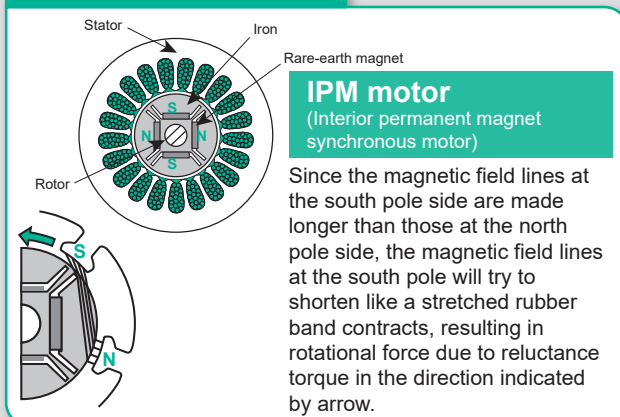 Stator
Iron
Rare-earth magnet
S
N
N
S
Rotor
S
N
IPM motor
(Interior permanent magnet
synchronous motor)
Since the magnetic field lines at
the south pole side are made
longer than those at the north
pole side, the magnetic field lines
at the south pole will try to
shorten like a stretched rubber
band contracts, resulting in
rotational force due to reluctance
torque in the direction indicated
by arrow.